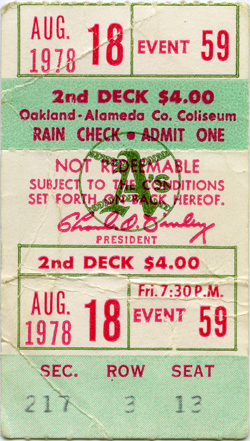 AUG. 18 EVENT 59
1978
2nd DECK $4.00
Oakland-Alameda Co. Coliseum
RAIN CHECK • ADMIT ONE
A's
NOT REDEEMABLE
SUBJECT TO THE CONDITIONS
SET FORTH ON BACK HEREOF.
Charles O. Finley
PRESIDENT
2nd DECK $4.00
Fri. 7:30 P.M.
AUG. 18 EVENT 59
1978
SEC. ROW SEAT
217 3 13